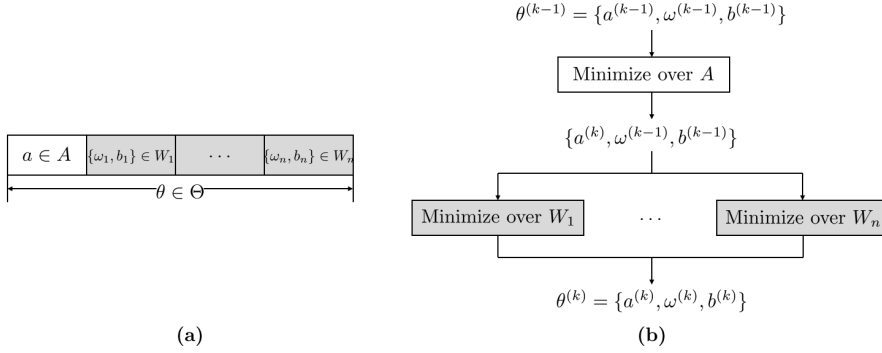 a ∈ A {ω₁, b₁} ∈ W₁ ··· {ωₙ, bₙ} ∈ Wₙ
θ ∈ Θ
(a)
θ⁽ᵏ⁻¹⁾ = {a⁽ᵏ⁻¹⁾, ω⁽ᵏ⁻¹⁾, b⁽ᵏ⁻¹⁾}
Minimize over A
{a⁽ᵏ⁾, ω⁽ᵏ⁻¹⁾, b⁽ᵏ⁻¹⁾}
Minimize over W₁ ··· Minimize over Wₙ
θ⁽ᵏ⁾ = {a⁽ᵏ⁾, ω⁽ᵏ⁾, b⁽ᵏ⁾}
(b)